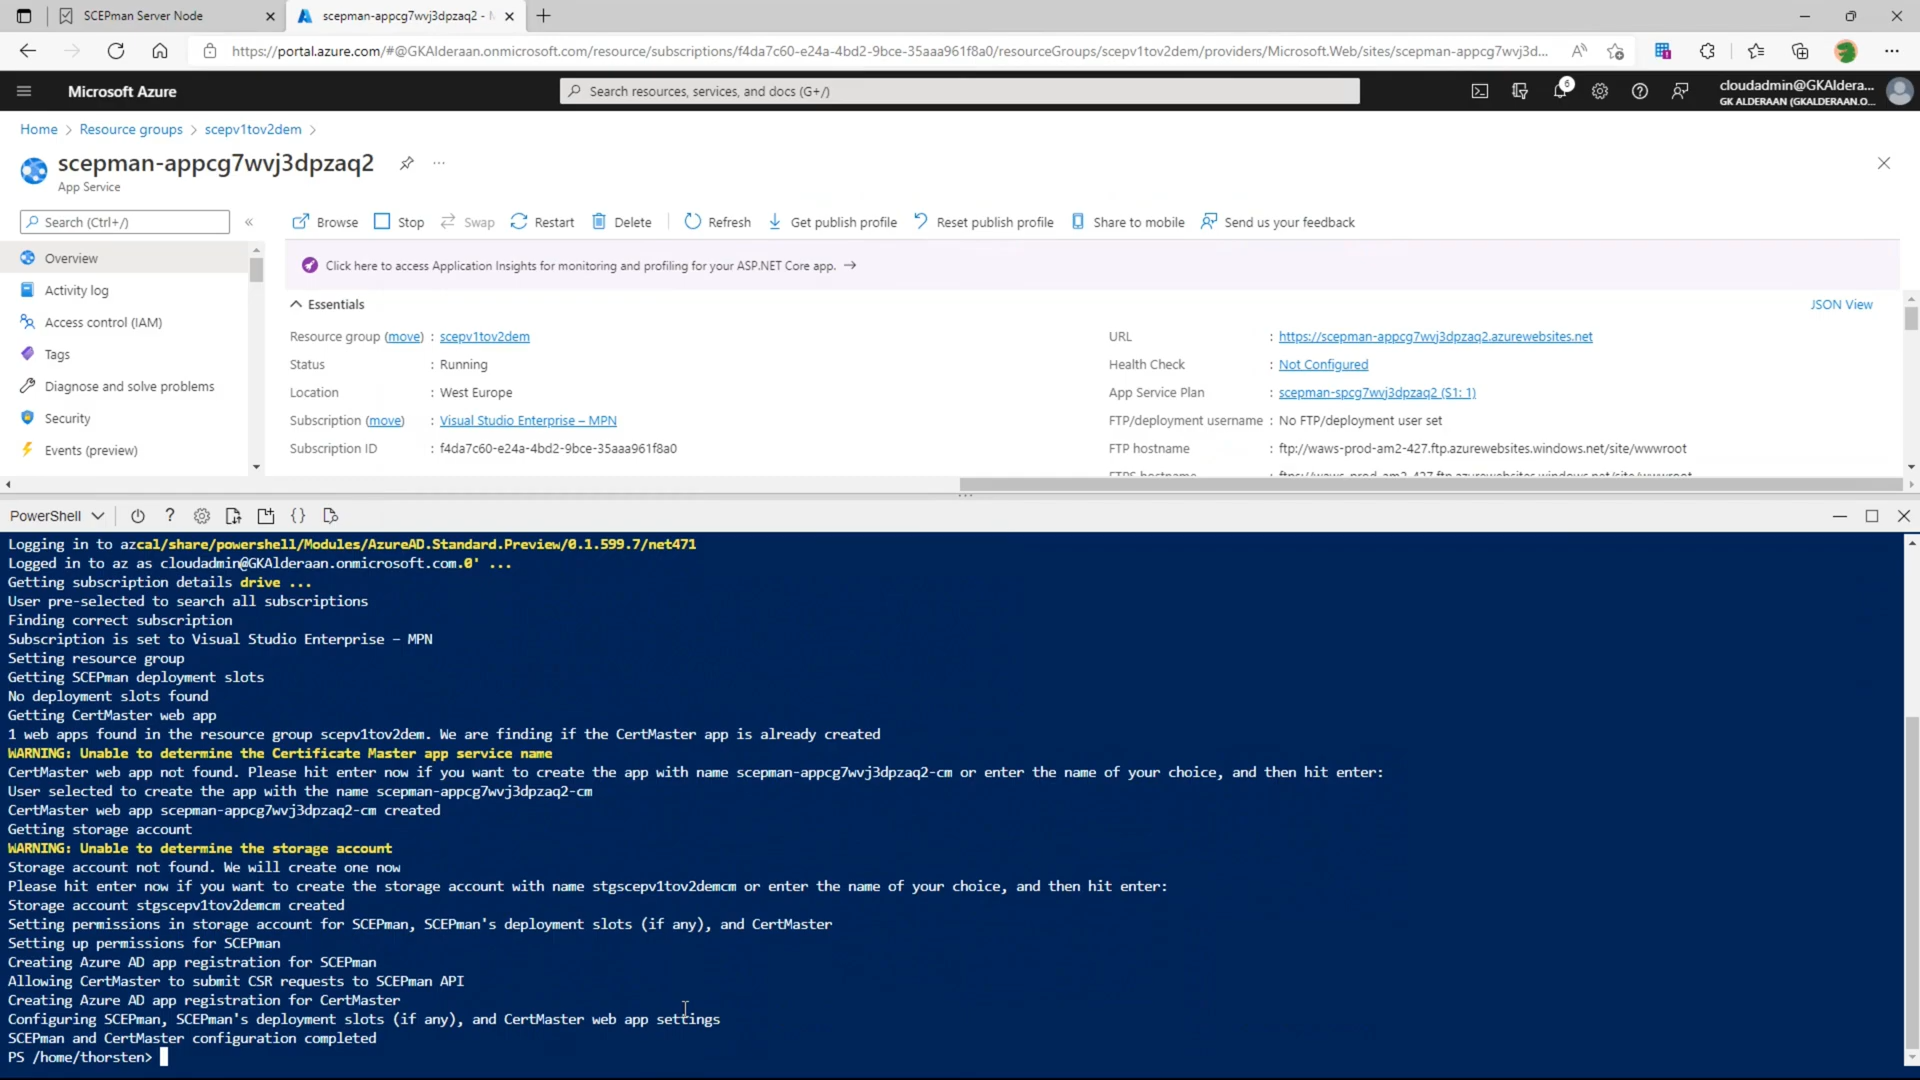 SCEPman Server Node
scepman-appcg7wvj3dpzaq2 - M
https://portal.azure.com/#@GKAlderaan.onmicrosoft.com/resource/subscriptions/f4da7c60-e24a-4bd2-9bce-35aaa961f8a0/resourceGroups/scepv1tov2dem/providers/Microsoft.Web/sites/scepman-appcg7wvj3d...
Microsoft Azure
Search resources, services, and docs (G+/)
6
cloudadmin@GKAldera...
GK ALDERAAN (GKALDERAAN.O...
Home > Resource groups > scepv1tov2dem >
scepman-appcg7wvj3dpzaq2
App Service
Search (Ctrl+/)
Browse Stop Swap Restart Delete Refresh Get publish profile Reset publish profile Share to mobile Send us your feedback
Overview
Activity log
Access control (IAM)
Tags
Diagnose and solve problems
Security
Events (preview)
Click here to access Application Insights for monitoring and profiling for your ASP.NET Core app. →
Essentials
JSON View
Resource group (move) : scepv1tov2dem
Status : Running
Location : West Europe
Subscription (move) : Visual Studio Enterprise – MPN
Subscription ID : f4da7c60-e24a-4bd2-9bce-35aaa961f8a0
URL : https://scepman-appcg7wvj3dpzaq2.azurewebsites.net
Health Check : Not Configured
App Service Plan : scepman-spcg7wvj3dpzaq2 (S1: 1)
FTP/deployment username : No FTP/deployment user set
FTP hostname : ftp://waws-prod-am2-427.ftp.azurewebsites.windows.net/site/wwwroot
FTPS hostname : ftps://waws-prod-am2-427.ftp.azurewebsites.windows.net/site/wwwroot
PowerShell
Logging in to azcal/share/powershell/Modules/AzureAD.Standard.Preview/0.1.599.7/net471
Logged in to az as cloudadmin@GKAlderaan.onmicrosoft.com.0' ...
Getting subscription details drive ...
User pre-selected to search all subscriptions
Finding correct subscription
Subscription is set to Visual Studio Enterprise – MPN
Setting resource group
Getting SCEPman deployment slots
No deployment slots found
Getting CertMaster web app
1 web apps found in the resource group scepv1tov2dem. We are finding if the CertMaster app is already created
WARNING: Unable to determine the Certificate Master app service name
CertMaster web app not found. Please hit enter now if you want to create the app with name scepman-appcg7wvj3dpzaq2-cm or enter the name of your choice, and then hit enter:
User selected to create the app with the name scepman-appcg7wvj3dpzaq2-cm
CertMaster web app scepman-appcg7wvj3dpzaq2-cm created
Getting storage account
WARNING: Unable to determine the storage account
Storage account not found. We will create one now
Please hit enter now if you want to create the storage account with name stgscepv1tov2demcm or enter the name of your choice, and then hit enter:
Storage account stgscepv1tov2demcm created
Setting permissions in storage account for SCEPman, SCEPman's deployment slots (if any), and CertMaster
Setting up permissions for SCEPman
Creating Azure AD app registration for SCEPman
Allowing CertMaster to submit CSR requests to SCEPman API
Creating Azure AD app registration for CertMaster
Configuring SCEPman, SCEPman's deployment slots (if any), and CertMaster web app settings
SCEPman and CertMaster configuration completed
PS /home/thorsten>